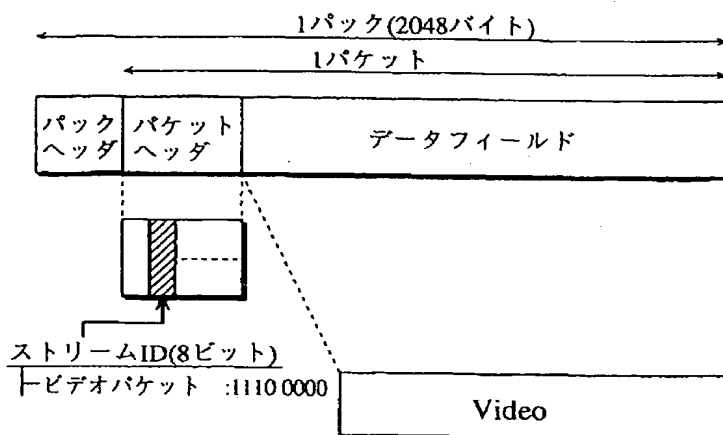 1パック(2048バイト)
1パケット
パック
ヘッダ
パケット
ヘッダ
データフィールド
ストリームID(8ビット)
ビデオパケット :1110 0000
Video